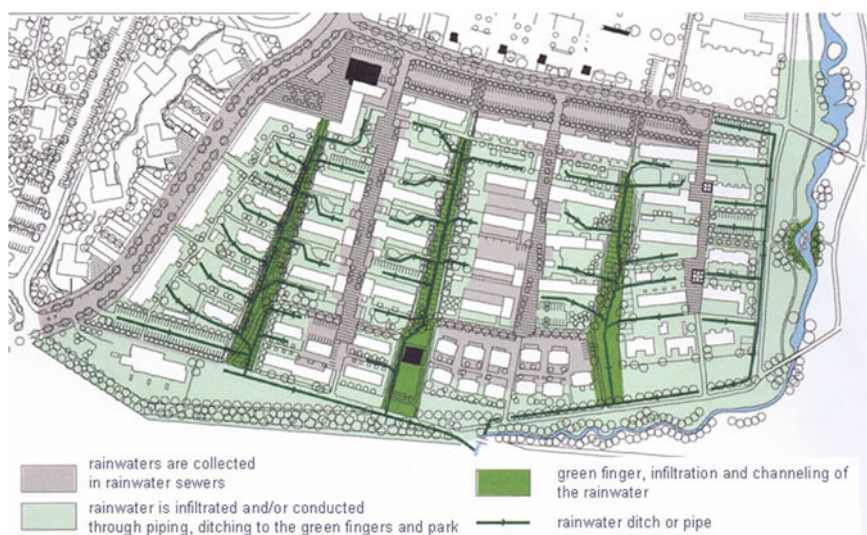 rainwaters are collected
in rainwater sewers
rainwater is infiltrated and/or conducted
through piping, ditching to the green fingers and park
green finger, infiltration and channeling of
the rainwater
rainwater ditch or pipe